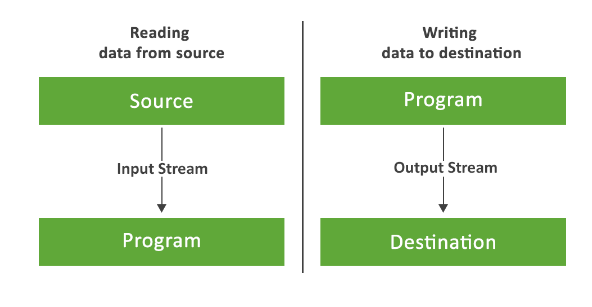 Reading
data from source
Source
Input Stream
Program
Writing
data to destination
Program
Output Stream
Destination